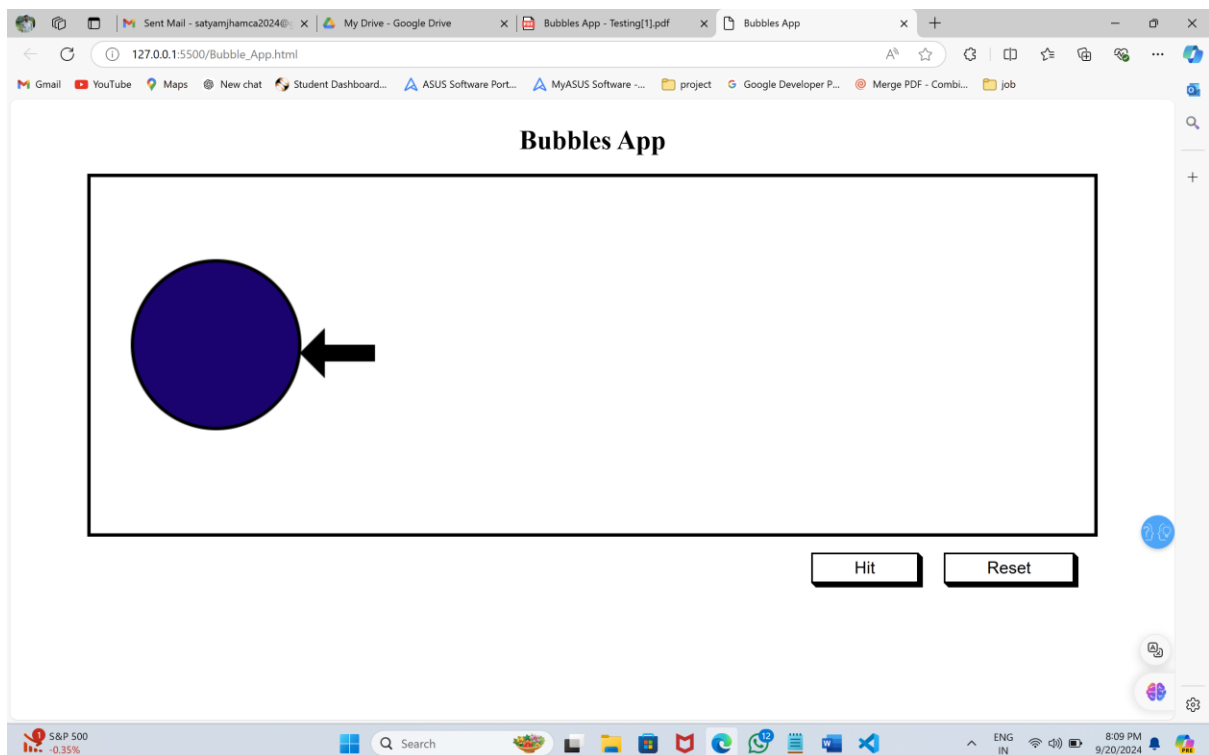 Sent Mail - satyamjhamca2024@
My Drive - Google Drive
Bubbles App - Testing[1].pdf
Bubbles App
127.0.0.1:5500/Bubble_App.html
Gmail YouTube Maps New chat Student Dashboard... ASUS Software Port... MyASUS Software -... project Google Developer P... Merge PDF - Combi... job
Bubbles App
Hit Reset
S&P 500
-0.35%
Search
ENG
IN
8:09 PM
9/20/2024